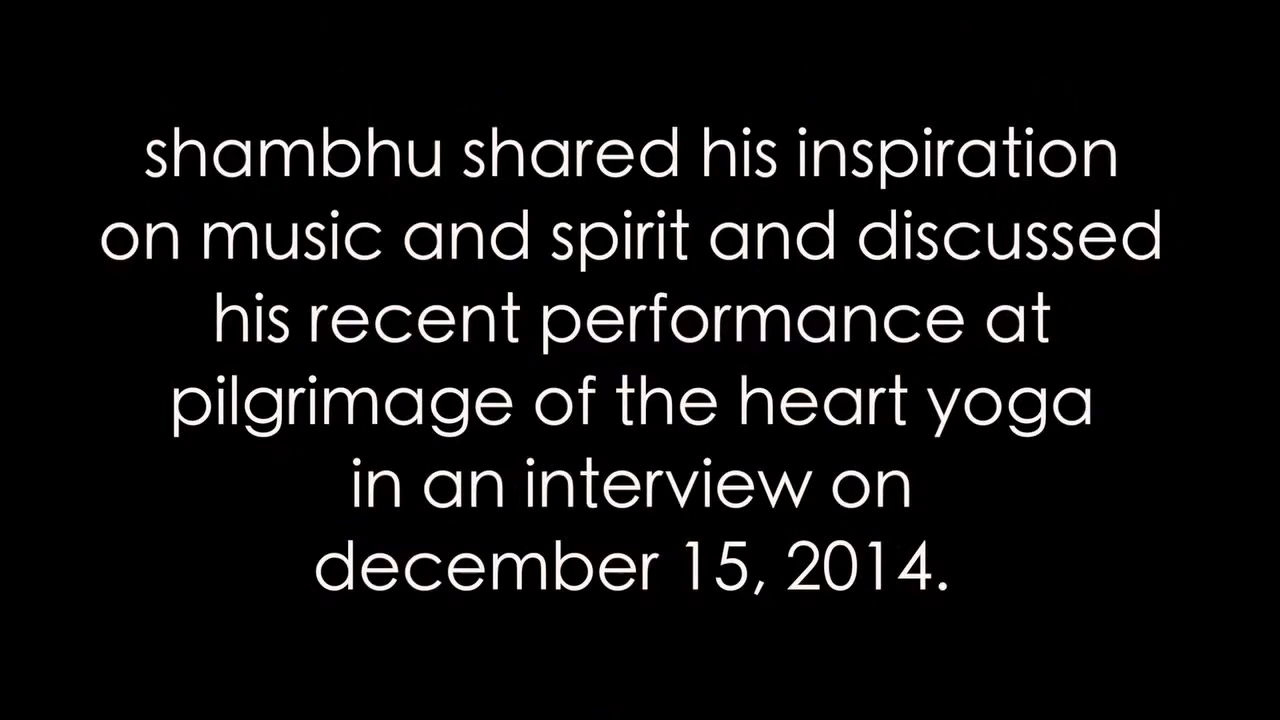 shambhu shared his inspiration
on music and spirit and discussed
his recent performance at
pilgrimage of the heart yoga
in an interview on
december 15, 2014.